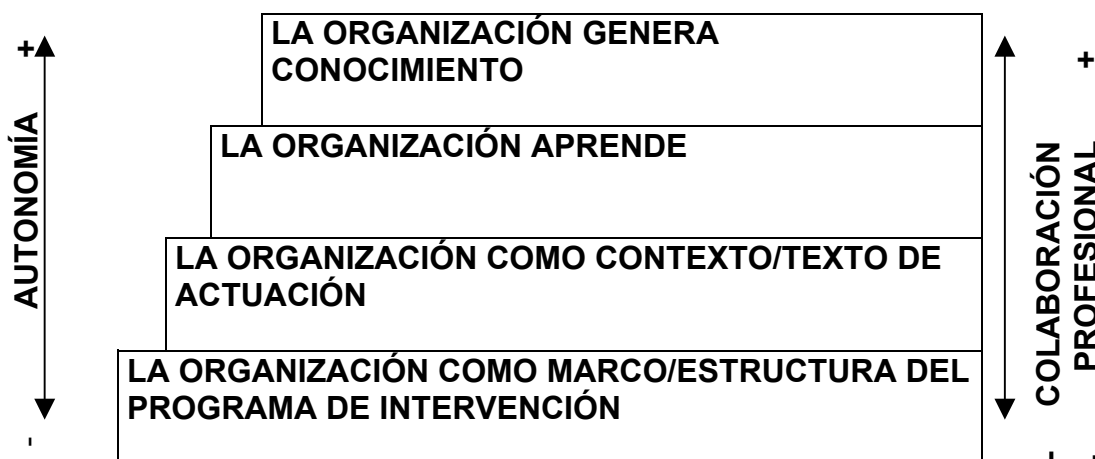 LA ORGANIZACIÓN GENERA
CONOCIMIENTO
LA ORGANIZACIÓN APRENDE
LA ORGANIZACIÓN COMO CONTEXTO/TEXTO DE
ACTUACIÓN
LA ORGANIZACIÓN COMO MARCO/ESTRUCTURA DEL
PROGRAMA DE INTERVENCIÓN
- AUTONOMÍA +
- COLABORACIÓN
- PROFESIONAL +